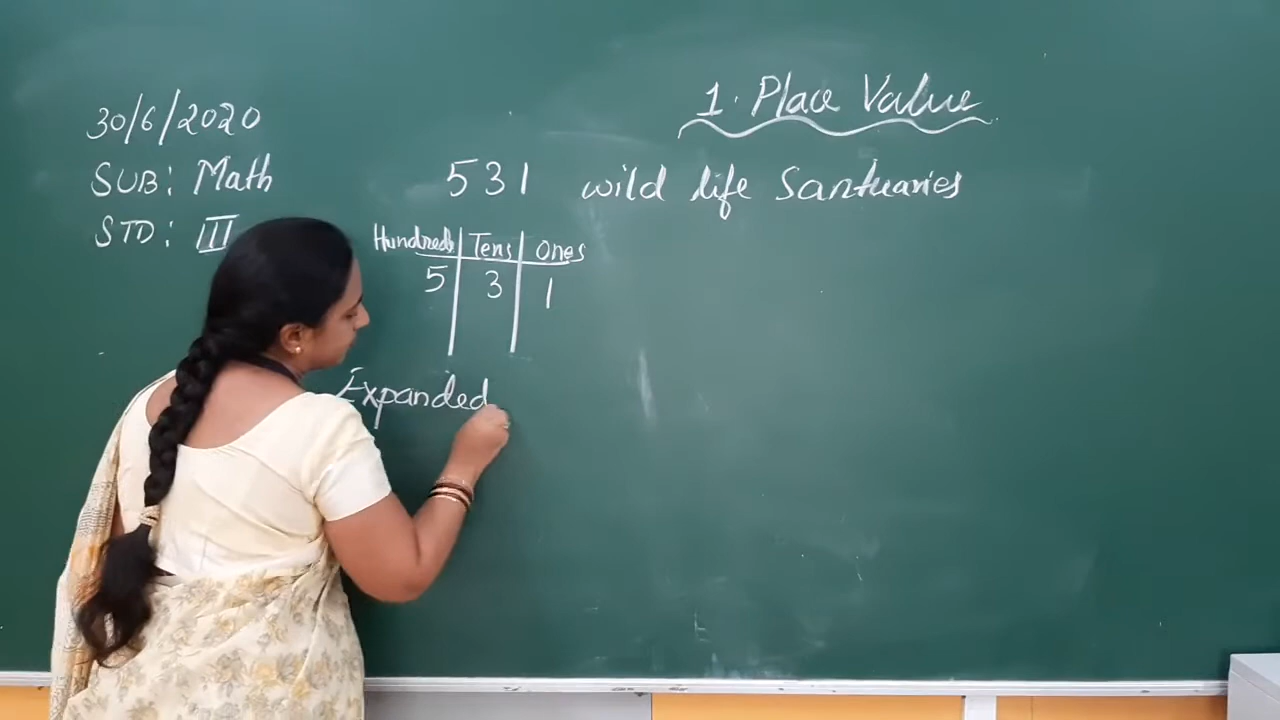 30/6/2020
SUB: Math
STD: III
1. Place Value
531 wild life Santuaries
Hundreds Tens Ones
5 3 1
Expanded